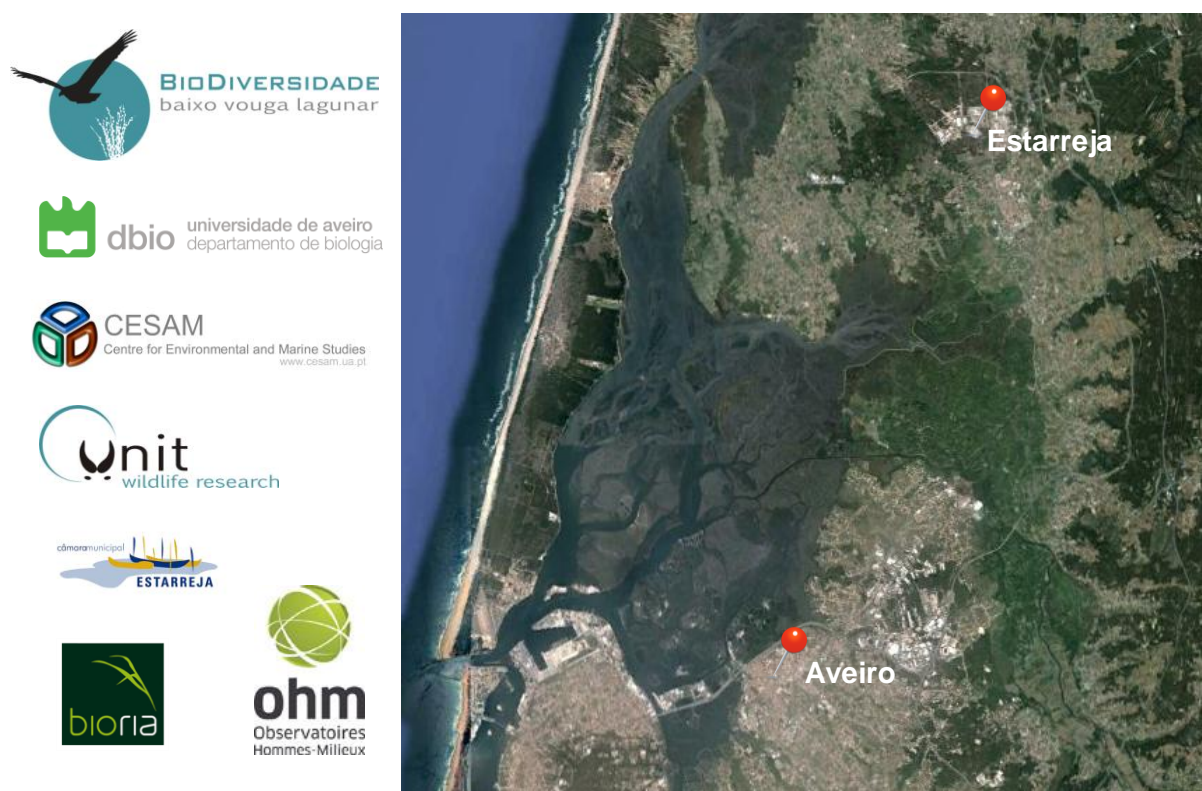 BIODIVERSIDADE
baixo vouga lagunar
dbio
universidade de aveiro
departamento de biologia
CESAM
Centre for Environmental and Marine Studies
www.cesam.ua.pt
unit
wildlife research
câmaramunicipal
ESTARREJA
bioria
ohm
Observatoires
Hommes-Milieux
Estarreja
Aveiro